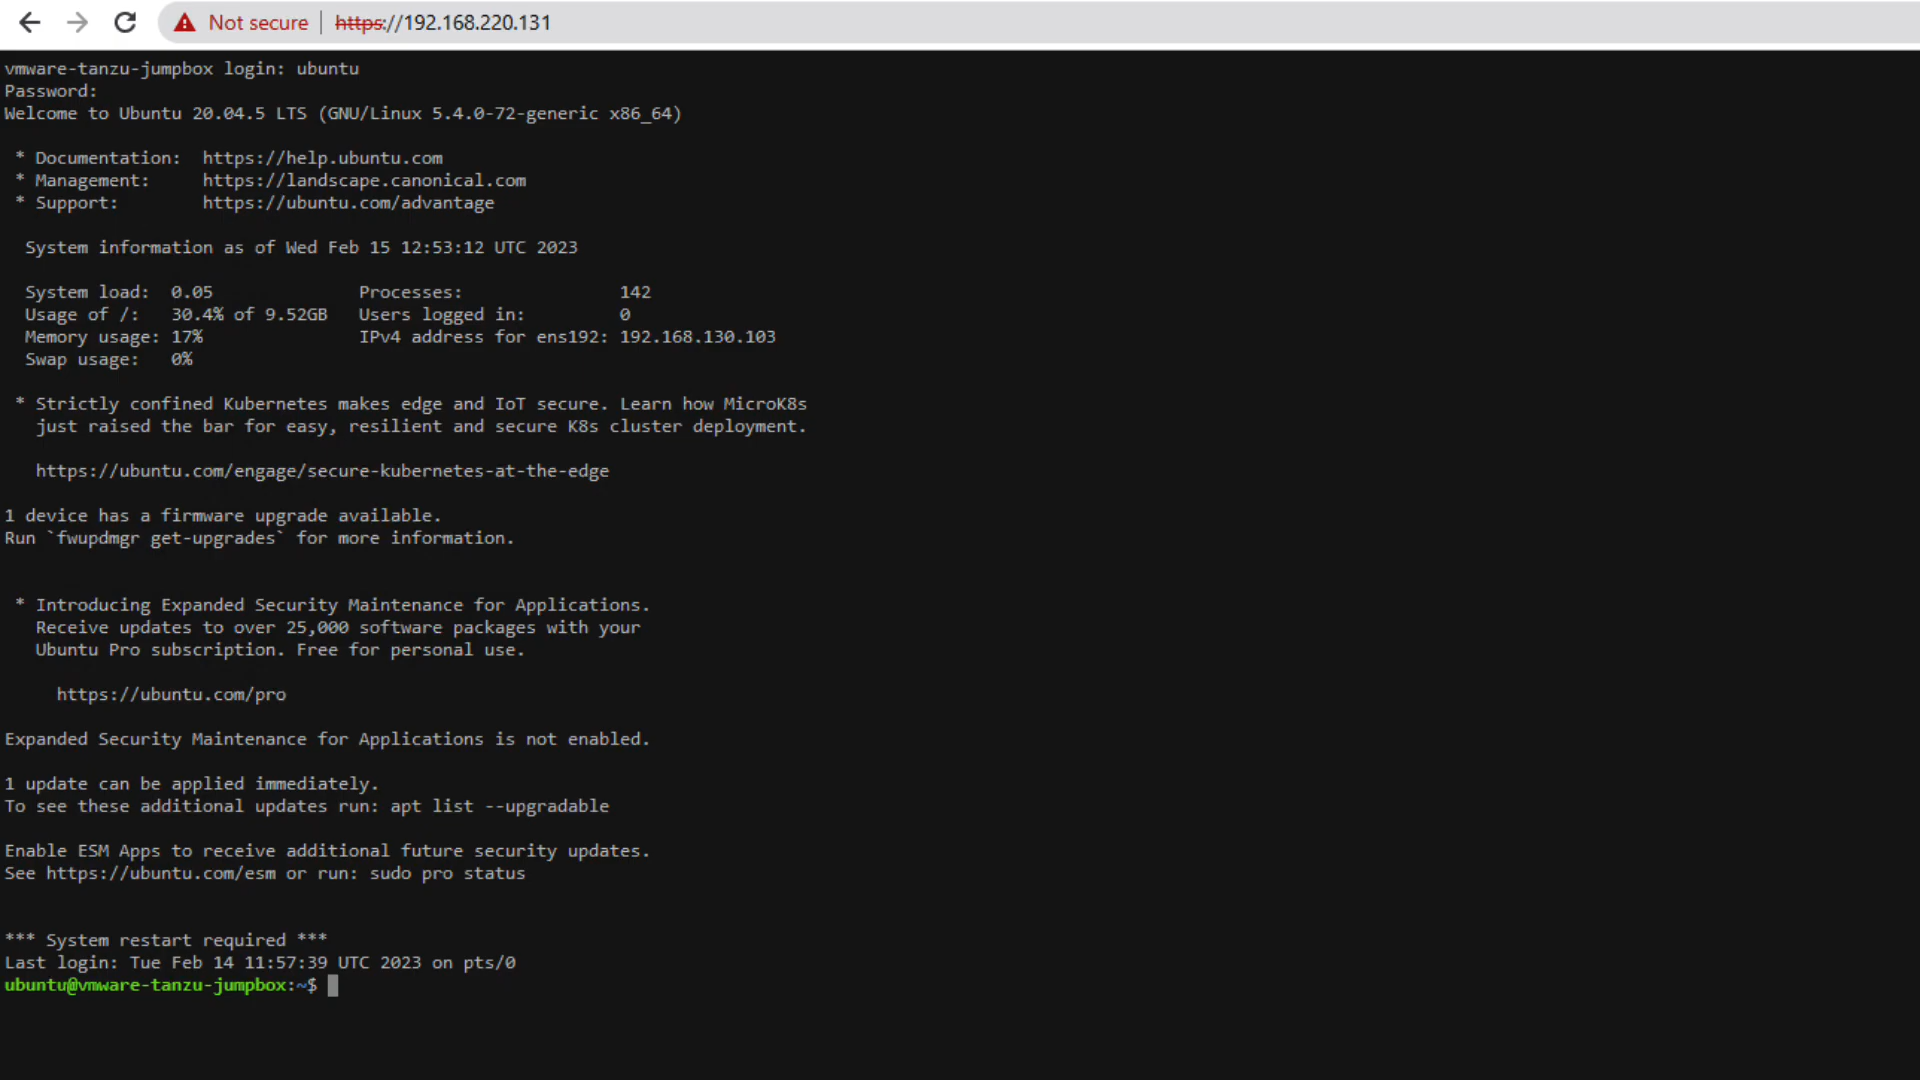 Not secure | https://192.168.220.131
vmware-tanzu-jumpbox login: ubuntu
Password:
Welcome to Ubuntu 20.04.5 LTS (GNU/Linux 5.4.0-72-generic x86_64)
* Documentation:  https://help.ubuntu.com
* Management:     https://landscape.canonical.com
* Support:        https://ubuntu.com/advantage
System information as of Wed Feb 15 12:53:12 UTC 2023
System load:  0.05              Processes:               142
Usage of /:   30.4% of 9.52GB   Users logged in:         0
Memory usage: 17%               IPv4 address for ens192: 192.168.130.103
Swap usage:   0%
* Strictly confined Kubernetes makes edge and IoT secure. Learn how MicroK8s
just raised the bar for easy, resilient and secure K8s cluster deployment.
https://ubuntu.com/engage/secure-kubernetes-at-the-edge
1 device has a firmware upgrade available.
Run `fwupdmgr get-upgrades` for more information.
* Introducing Expanded Security Maintenance for Applications.
Receive updates to over 25,000 software packages with your
Ubuntu Pro subscription. Free for personal use.
https://ubuntu.com/pro
Expanded Security Maintenance for Applications is not enabled.
1 update can be applied immediately.
To see these additional updates run: apt list --upgradable
Enable ESM Apps to receive additional future security updates.
See https://ubuntu.com/esm or run: sudo pro status
*** System restart required ***
Last login: Tue Feb 14 11:57:39 UTC 2023 on pts/0
ubuntu@vmware-tanzu-jumpbox:~$